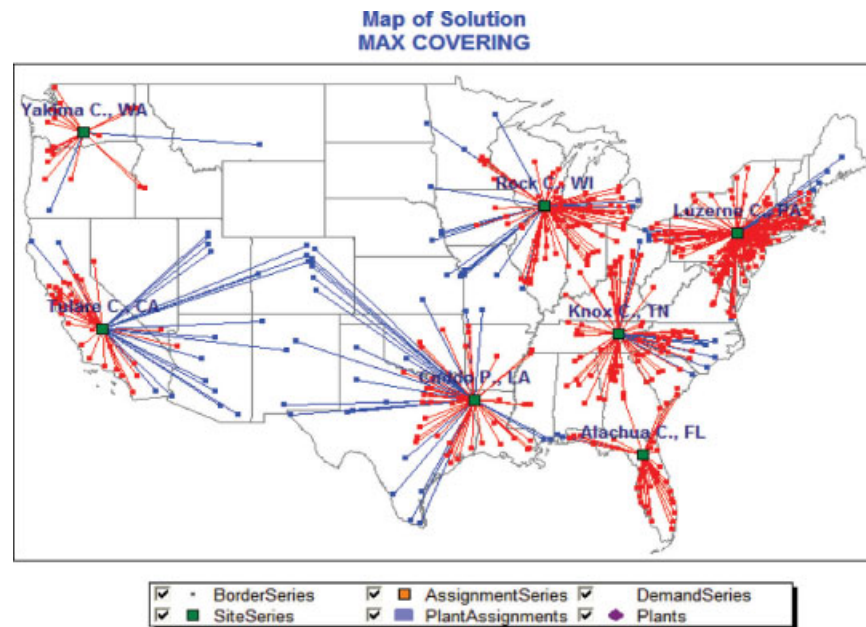 Map of Solution
MAX COVERING
Yakima C., WA
Rock C., WI
Luzerne C., PA
Tulare C., CA
Knox C., TN
Caddo P., LA
Alachua C., FL
BorderSeries AssignmentSeries DemandSeries
SiteSeries PlantAssignments Plants